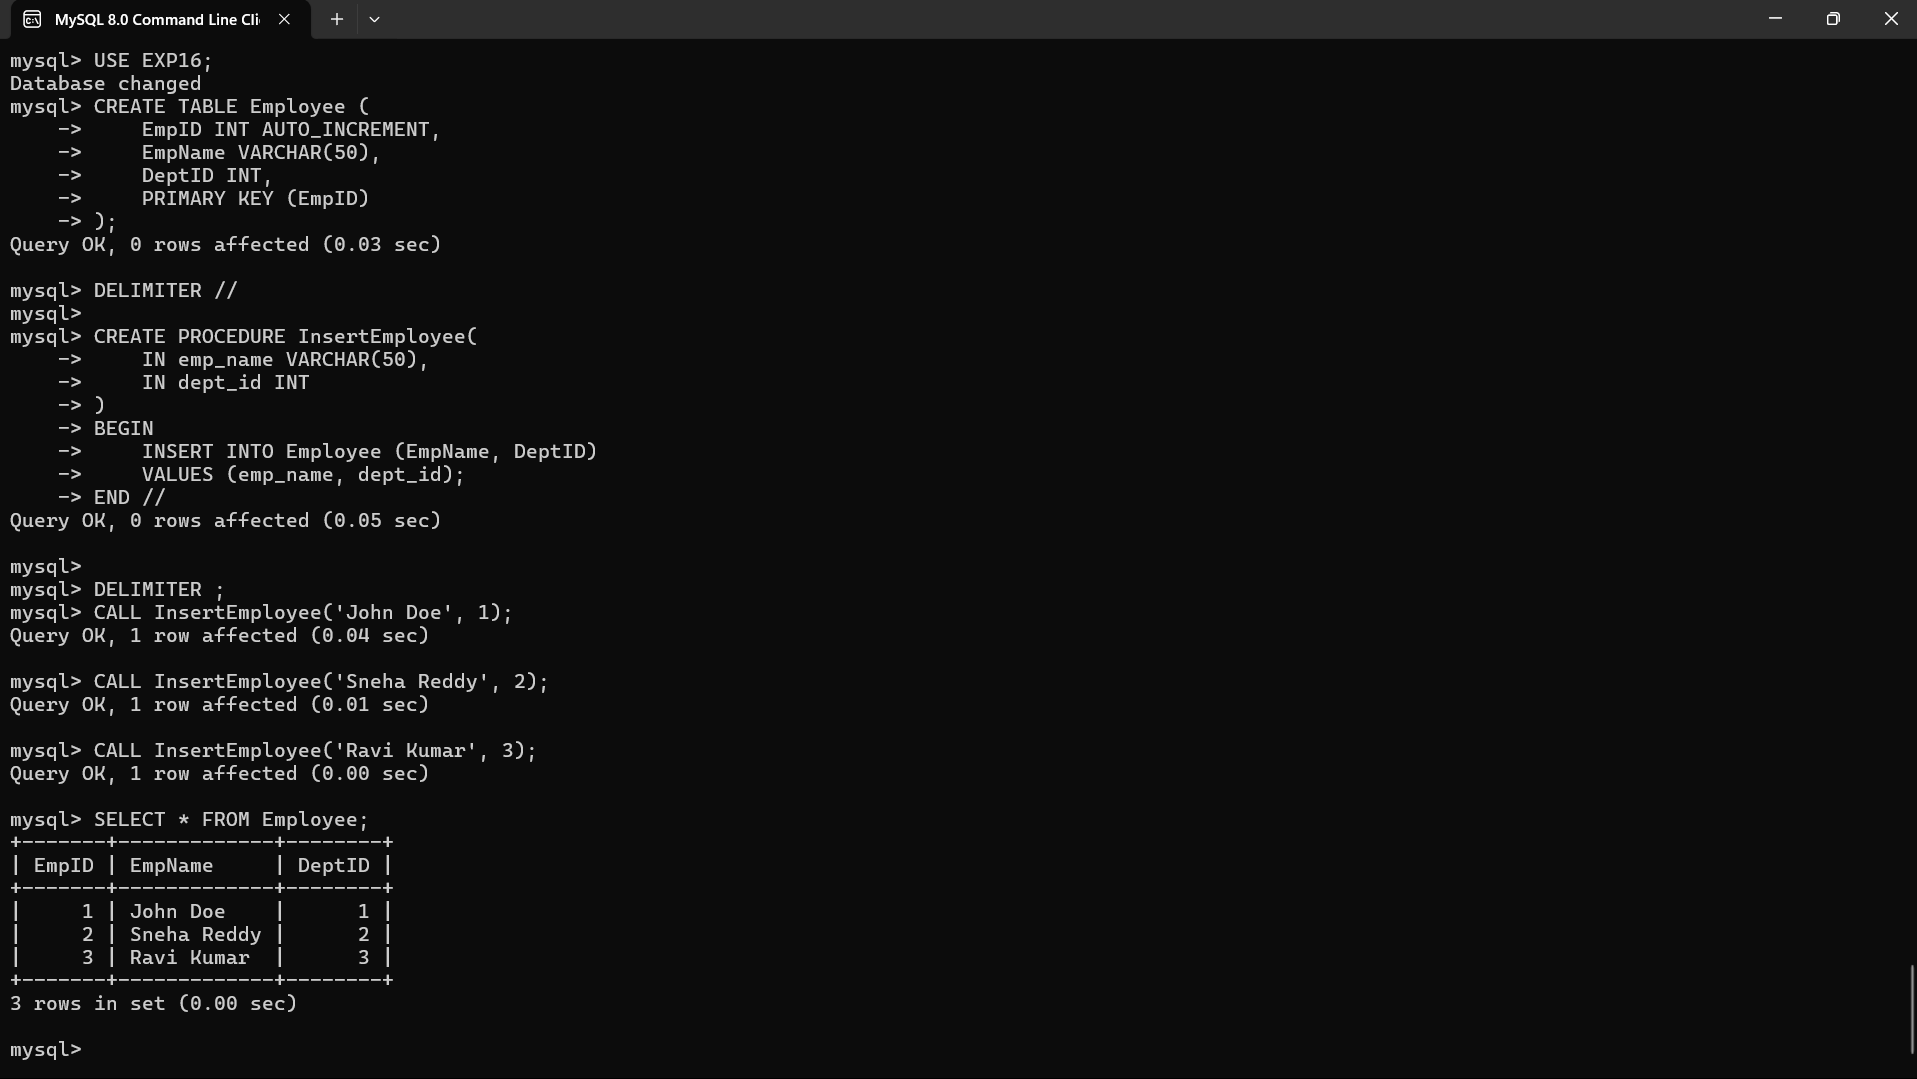 MySQL 8.0 Command Line Cli
mysql> USE EXP16;
Database changed
mysql> CREATE TABLE Employee (
    ->     EmpID INT AUTO_INCREMENT,
    ->     EmpName VARCHAR(50),
    ->     DeptID INT,
    ->     PRIMARY KEY (EmpID)
    -> );
Query OK, 0 rows affected (0.03 sec)

mysql> DELIMITER //
mysql>
mysql> CREATE PROCEDURE InsertEmployee(
    ->     IN emp_name VARCHAR(50),
    ->     IN dept_id INT
    -> )
    -> BEGIN
    ->     INSERT INTO Employee (EmpName, DeptID)
    ->     VALUES (emp_name, dept_id);
    -> END //
Query OK, 0 rows affected (0.05 sec)

mysql>
mysql> DELIMITER ;
mysql> CALL InsertEmployee('John Doe', 1);
Query OK, 1 row affected (0.04 sec)

mysql> CALL InsertEmployee('Sneha Reddy', 2);
Query OK, 1 row affected (0.01 sec)

mysql> CALL InsertEmployee('Ravi Kumar', 3);
Query OK, 1 row affected (0.00 sec)

mysql> SELECT * FROM Employee;
+-------+-------------+--------+
| EmpID | EmpName     | DeptID |
+-------+-------------+--------+
|     1 | John Doe    |      1 |
|     2 | Sneha Reddy |      2 |
|     3 | Ravi Kumar  |      3 |
+-------+-------------+--------+
3 rows in set (0.00 sec)

mysql>